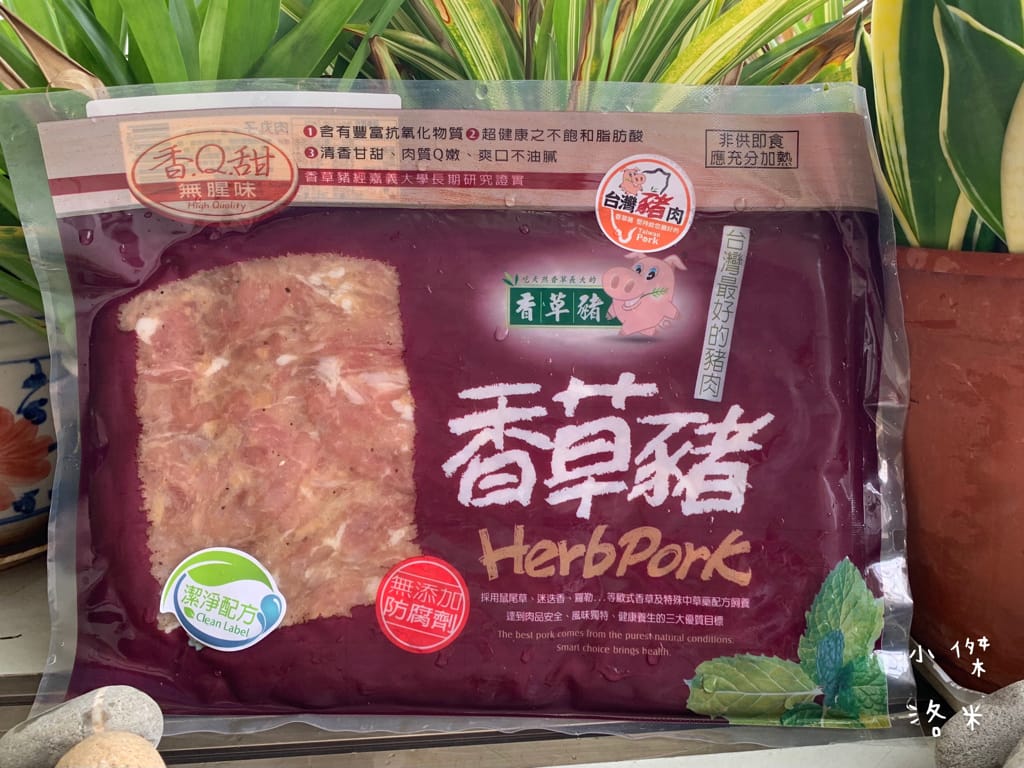 ❶含有豐富抗氧化物質❷超健康之不飽和脂肪酸
❸清香甘甜、肉質Q嫩、爽口不油膩
香草豬經嘉義大學長期研究證實
非供即食
應充分加熱
香Q甜
無腥味
High Quality
台灣豬肉
Taiwan
Pork
吃天然香草長大的
香草豬
台灣最好的豬肉
香草豬
HerbPork
採用鼠尾草、迷迭香、羅勒...等歐式香草及特殊中草藥配方飼養
達到肉品安全、風味獨特、健康養生的三大優質目標
The best pork comes from the purest natural conditions.
Smart choice brings health.
潔淨配方
Clean Label
無添加
防腐劑
小傑
洛米